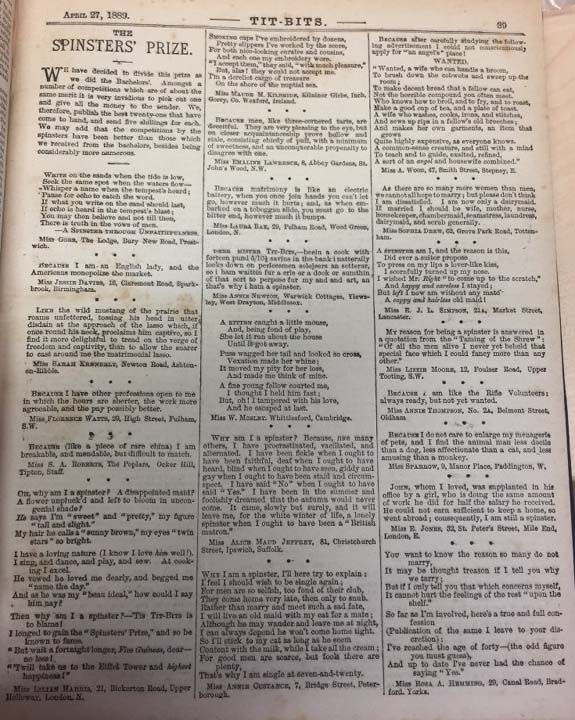 APRIL 27, 1889.
TIT-BITS.
39
THE
SPINSTERS' PRIZE.
WE have decided to divide this prize as
we did the Bachelors'. Amongst a
number of competitions which are of about the
same merit it is very invidious to pick out one
and give all the money to the sender. We,
therefore, publish the best twenty-one that have
come to hand, and send five shillings for each.
We may add that the competitions by the
spinsters have been better than those which
we received from the bachelors, besides being
considerably more numerous.
WRITE on the sands when the tide is low,
Seek the same spot when the waters flow—
Whisper a name when the tempest's heard;
Pause for echo to catch the word.
If what you write on the sand should last,
If echo is heard in the tempest's blast;
You may then believe and not till then,
There is truth in the vows of men.
—A SPINSTER THROUGH UNFAITHFULNESS.
Miss GORE, The Lodge, Bury New Road, Prest-
wich.
BECAUSE I am an English lady, and the
Americans monopolise the market.
Miss JESSIE DAVIES, 16, Claremont Road, Spark-
brook, Birmingham.
LIKE the wild mustang of the prairie that
roams unfettered, tossing his head in utter
disdain at the approach of the lasso which, if
once round his neck, proclaims him captive, so I
find it more delightful to tread on the verge of
freedom and captivity, than to allow the snarer
to cast around me the matrimonial lasso.
Miss SARAH KENNERLY, Newton Road, Ashton-
on-Ribble.
BECAUSE I have other professions open to me
in which the hours are shorter, the work more
agreeable, and the pay possibly better.
Miss FLORENCE WATTS, 29, High Street, Fulham,
S.W.
BECAUSE (like a piece of rare china) I am
breakable, and mendable, but difficult to match.
Miss S. A. ROBERTS, The Poplars, Ocker Hill,
Tipton, Staff.
OH, why am I a spinster? A disappointed maid?
A flower unpluck'd and left to bloom in uncon-
genial shade?
He says I'm "sweet" and "pretty," my figure
"tall and slight."
My hair he calls a "sunny brown," my eyes "twin
stars" so bright.
I have a loving nature (I know I love him well!).
I sing, and dance, and play, and sew. At cook-
ing I excel.
He vowed he loved me dearly, and begged me
"name the day."
And as he was my "beau ideal," how could I say
him nay?
Then why am I a spinster?—'Tis TIT-BITS is
to blame!
I longed to gain the "Spinsters' Prize," and so be
known to fame.
"But walk a fortnight longer, Five Guineas, dear—
no less!
"'Twill take us to the Eiffel Tower and highest
happiness!"
Miss LILIAN HARRIS, 21, Bickerton Road, Upper
Holloway, London, N.
SMOKING caps I've embroidered by dozens,
Pretty slippers I've worked by the score,
For both nice-looking curates and cousins,
And each one my embroidery wore.
"I accept them," they said, "with much pleasure,"
But, alas! they would not accept me.
I'm a derelict cargo of treasure
On the shore of the nuptial sea.
Miss MAUDE M. KILBRIDE, Kilsinor Glebe, Inch,
Gorey, Co. Wexford, Ireland.
BECAUSE men, like three-cornered tarts, are
deceitful. They are very pleasing to the eye, but
on closer acquaintanceship prove hollow and
stale, consisting chiefly of puff, with a minimum
of sweetness, and an unconquerable propensity to
disagree with one.
Miss EMALINE LAWRENCE, 8, Abbey Gardens, St.
John's Wood, N.W.
BECAUSE matrimony is like an electric
battery, when you once join hands you can't let
go, however much it hurts; and, as when em-
barked on a toboggan slide, you must go to the
bitter end, however much it bumps.
Miss LAURA BAX, 29, Pulham Road, Wood Green,
London, N.
DEER MISTER TIT-BITS,—beein a cook with
forteen pund &/10½ saving in the bank i natterally
looks down on perlicemen soldjeers an setterer,
so i ham waitin fur a erle or a dook or sumthin
of that sort to perpose fur my and and art, an
that's why i ham a spinster.
Miss ANNIE NEWTON, Warwick Cottages, Yiews-
ley, West Drayton, Middlesex.
A KITTEN caught a little mouse,
And, being fond of play,
She let it run about the house
Until it got away.
Puss wagged her tail and looked so cross,
Vexation made her whine;
It moved my pity for her loss,
And made me think of mine.
A fine young fellow courted me,
I thought I held him fast;
But, oh! I tampered with his love,
And he escaped at last.
Miss W. MOSLEY, Whittlesford, Cambridge.
WHY am I a spinster? Because, like many
others, I have procrastinated, vacillated, and
alternated. I have been fickle when I ought to
have been faithful, deaf when I ought to have
heard, blind when I ought to have seen, giddy and
gay when I ought to have been staid and circum-
spect. I have said "No" when I ought to have
said "Yes." I have been in the summer and
foolishly dreamed that the autumn would never
come. It came, slowly but surely, and it will
leave me, for the white winter of life, a lonely
spinster when I ought to have been a "British
matron."
Miss ALICE MAUD JEFFERY, 81, Christchurch
Street, Ipswich, Suffolk.
WHY am I a spinster, I'll here try to explain:
I feel I should wish to be single again;
For men are so selfish, too fond of their club,
They come home very late, then only to snub.
Rather than marry and meet such a sad fate,
I will live an old maid with my cat for a mate;
Although he may wander and leave me at night,
I can always depend he won't come home tight.
So I'll stick to my cat as long as he seem
Content with the milk, while I take all the cream;
For good men are scarce, but fools there are
plenty,
That's why I am single at seven-and-twenty.
Miss ANNIE CUSTANCE, 7, Bridge Street, Peter-
borough.
BECAUSE after carefully studying the follow-
ing advertisement I could not conscientiously
apply for "an angel's" place!
WANTED.
"Wanted, a wife who can handle a broom,
To brush down the cobwebs and sweep up the
room;
To make decent bread that a fellow can eat,
Not the horrible compound you often meet.
Who knows how to broil, and to fry, and to roast,
Make a good cup of tea, and a plate of toast.
A wife who washes, cooks, irons, and stitches,
And sews up rips in a fellow's old breeches;
And makes her own garments, an item that
grows
Quite highly expensive, as everyone knows.
A common-sense creature, and still with a mind
To teach and to guide, exalted, refined,
A sort of an angel and housewife combined."
Miss A. WOOR, 47, Smith Street, Stepney, E.
AS there are so many more women than men,
we cannot all hope to marry; but please don't think
I am dissatisfied. I am now only a dairymaid.
If married I should be wife, mother, nurse,
housekeeper, chambermaid, seamstress, laundress,
dairymaid, and scrub generally.
Miss SOPHIA DREW, 63, Grove Park Road, Totten-
ham.
A SPINSTER am I, and the reason is this,
Did ever a suitor propose
To press on my lips a lover-like kiss,
I scornfully turned up my nose.
I wished Mr. Right "to come up to the scratch,"
And happy and careless I stayed;
But left I now am without any mate!
A cappy and hairless old maid!
Miss E. J. L. SIMSON, 21A, Market Street,
Lancaster.
My reason for being a spinster is answered in
a quotation from the "Taming of the Shrew":
"Of all the men alive I never yet beheld that
special face which I could fancy more than any
other."
Miss LIZZIE MOORE, 12, Foulser Road, Upper
Tooting, S.W.
BECAUSE I am like the Rifle Volunteers:
always ready, but not yet wanted.
Miss ANNIE THOMPSON, No. 2A, Belmont Street,
Oldham.
BECAUSE I do not care to enlarge my menagerie
of pets, and I find the animal man less docile
than a dog, less affectionate than a cat, and less
amusing than a monkey.
Miss SPARROW, 9, Manor Place, Paddington, W.
JOHN, whom I loved, was supplanted in his
office by a girl, who is doing the same amount
of work he did for half the salary he received.
He could not earn sufficient to keep a home, so
went abroad; consequently, I am still a spinster.
Miss E. JONES, 32, St. Peter's Street, Mile End,
London, E.
You want to know the reason so many do not
marry,
It may be thought treason if I tell you why
we tarry;
But if I only tell you that which concerns myself,
It cannot hurt the feelings of the rest "upon the
shelf."
So far as I'm involved, here's a true and full con-
fession
(Publication of the same I leave to your dis-
cretion);
I've reached the age of forty—(the odd figure
you must guess)—
And up to date I've never had the chance of
saying "Yes."
Miss ROSA A. HEMMING, 29, Canal Road, Brad-
ford, Yorks.